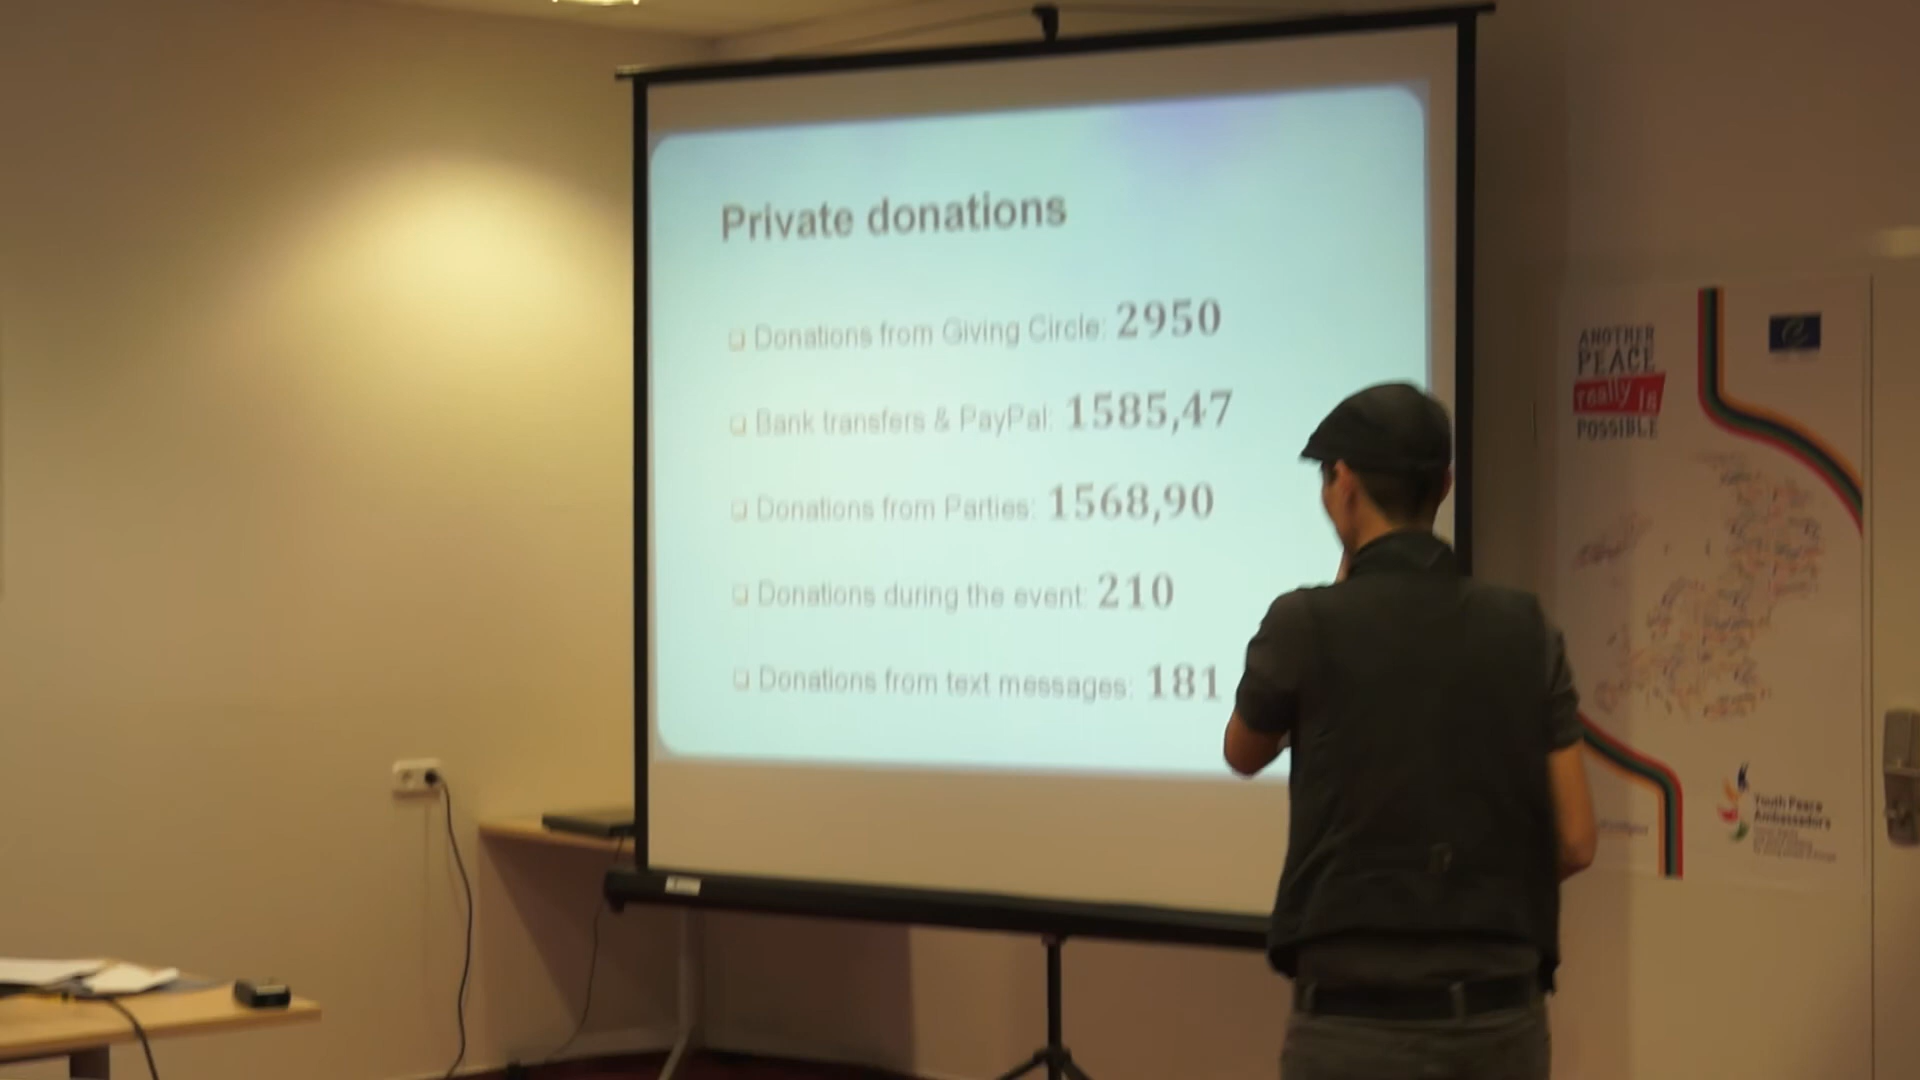 Private donations
Donations from Giving Circle: 2950
Bank transfers & PayPal: 1585,47
Donations from Parties: 1568,90
Donations during the event: 210
Donations from text messages: 181
ANOTHER
PEACE
really is
POSSIBLE
Youth Peace
Ambassadors